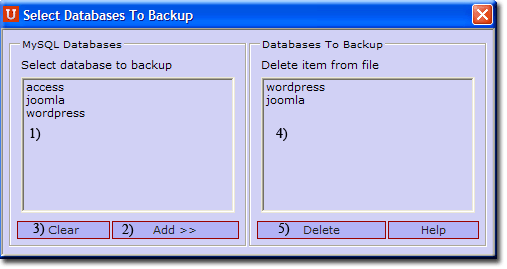 U Select Databases To Backup
MySQL Databases
Select database to backup
access
joomla
wordpress
1)
3) Clear
2) Add >>
Databases To Backup
Delete item from file
wordpress
joomla
4)
5) Delete
Help